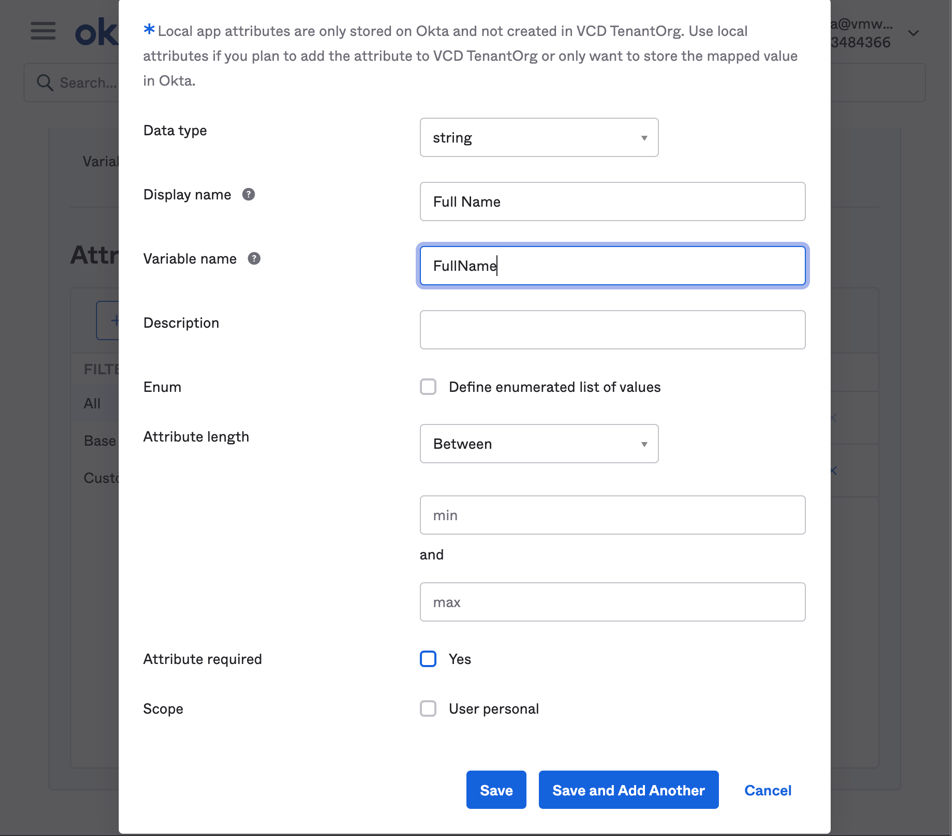 ok
a@vmw...
3484366
Search...
* Local app attributes are only stored on Okta and not created in VCD TenantOrg. Use local
attributes if you plan to add the attribute to VCD TenantOrg or only want to store the mapped value
in Okta.
Data type
string
Display name ?
Full Name
Variable name ?
FullName
Description
Enum
Define enumerated list of values
Attribute length
Between
min
and
max
Attribute required
Yes
Scope
User personal
Save
Save and Add Another
Cancel
Varial
Attr
+
FILTE
All
Base
Custo